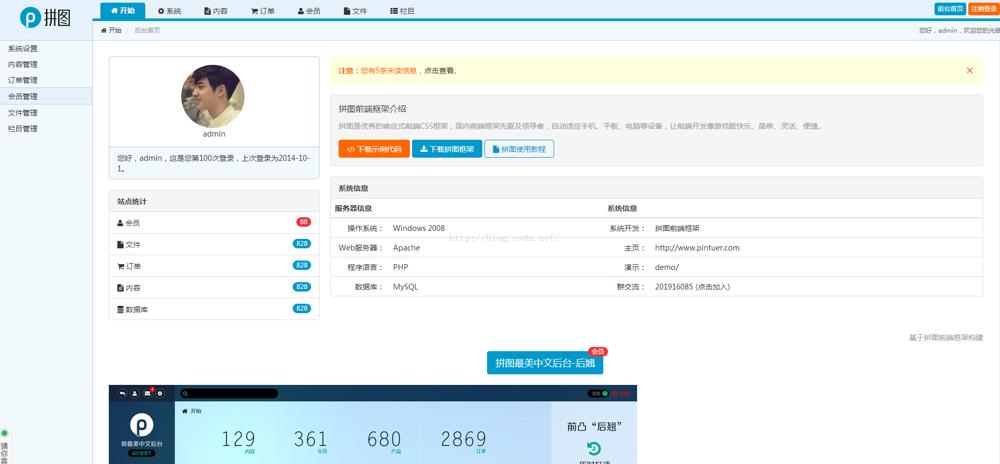 拼图
开始 系统 内容 订单 会员 文件 栏目
前台首页 注销登录
开始 / 后台首页
您好，admin，欢迎您的光临
系统设置
内容管理
订单管理
会员管理
文件管理
栏目管理
admin
您好，admin，这是您第100次登录，上次登录为2014-10-
1。
站点统计
会员 88
文件 828
订单 828
内容 828
数据库 828
注意：您有5条未读信息，点击查看。
拼图前端框架介绍
拼图是优秀的响应式前端CSS框架，国内前端框架先驱及领导者，自动适应手机、平板、电脑等设备，让前端开发像游戏般快乐、简单、灵活、便捷。
下载示例代码 下载拼图框架 拼图使用教程
系统信息
服务器信息 系统信息
操作系统： Windows 2008 系统开发： 拼图前端框架
http://blog.csdn.net/
Web服务器： Apache 主页： http://www.pintuer.com
程序语言： PHP 演示： demo/
数据库： MySQL 群交流： 201916085 (点击加入)
基于拼图前端框架构建
会员
拼图最美中文后台-后翘
8
在线 注销
做最美中文后台
超级管理员
开始
129 361 680 2869
内容 会员 产品 订单
前凸“后翘”
历时打造
猜你喜